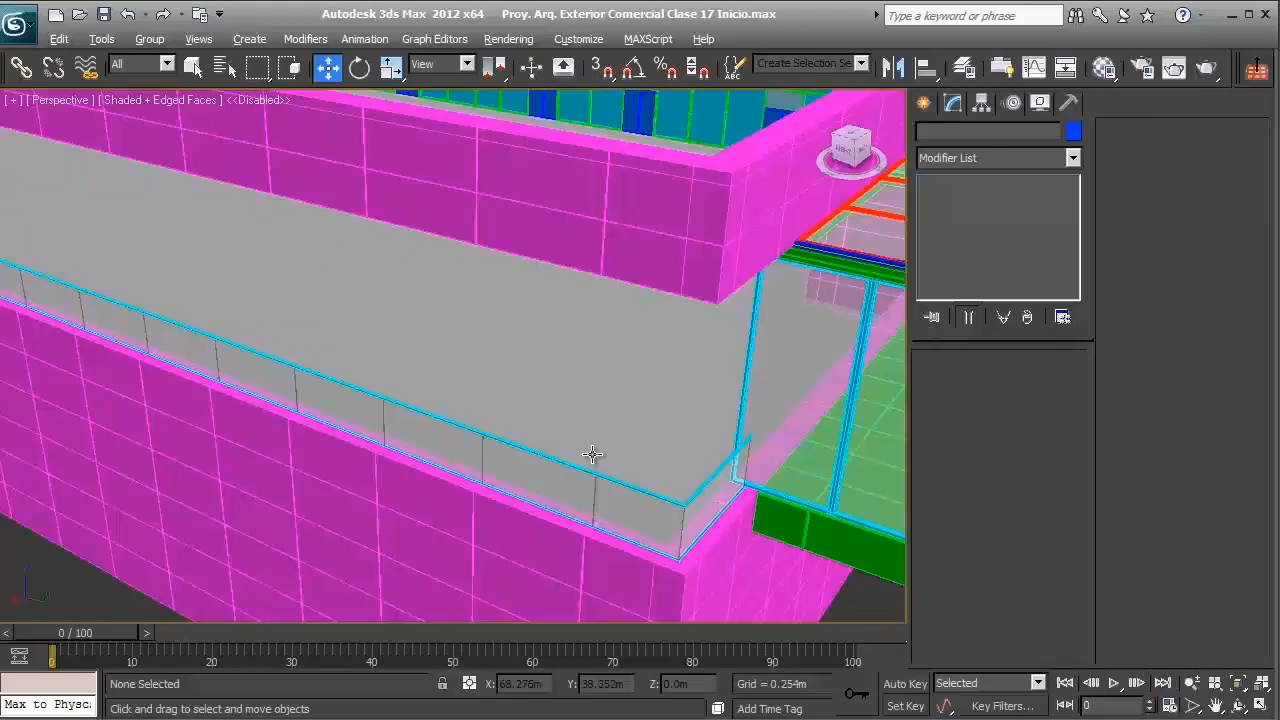 Autodesk 3ds Max 2012 x64 Proy. Arq. Exterior Comercial Clase 17 Inicio.max
Type a keyword or phrase
Edit Tools Group Views Create Modifiers Animation Graph Editors Rendering Customize MAXScript Help
All View Create Selection Se
[ + ] [ Perspective ] [ Shaded + Edged Faces ] <<Disabled>>
Modifier List
0 / 100
0 10 20 30 40 50 60 70 80 90 100
None Selected X: 68.276m Y: 38.352m Z: 0.0m Grid = 0.254m Auto Key Selected
Max to Physc Click and drag to select and move objects Add Time Tag Set Key Key Filters... 0